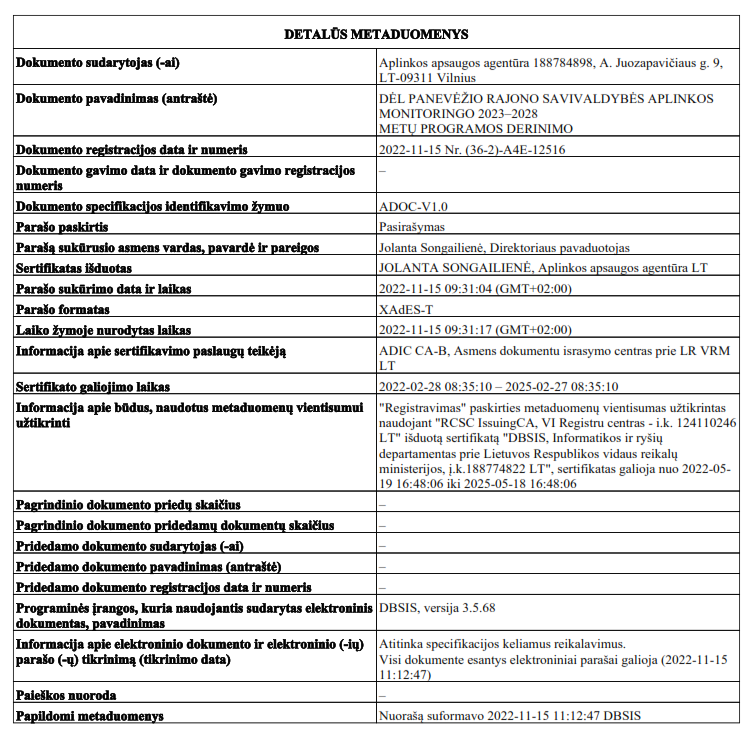 DETALŪS METADUOMENYS
Dokumento sudarytojas (-ai)
Aplinkos apsaugos agentūra 188784898, A. Juozapavičiaus g. 9,
LT-09311 Vilnius
Dokumento pavadinimas (antraštė)
DĖL PANEVĖŽIO RAJONO SAVIVALDYBĖS APLINKOS
MONITORINGO 2023–2028
METŲ PROGRAMOS DERINIMO
Dokumento registracijos data ir numeris
2022-11-15 Nr. (36-2)-A4E-12516
Dokumento gavimo data ir dokumento gavimo registracijos
numeris
–
Dokumento specifikacijos identifikavimo žymuo
ADOC-V1.0
Parašo paskirtis
Pasirašymas
Parašą sukūrusio asmens vardas, pavardė ir pareigos
Jolanta Songailienė, Direktoriaus pavaduotojas
Sertifikatas išduotas
JOLANTA SONGAILIENĖ, Aplinkos apsaugos agentūra LT
Parašo sukūrimo data ir laikas
2022-11-15 09:31:04 (GMT+02:00)
Parašo formatas
XAdES-T
Laiko žymoje nurodytas laikas
2022-11-15 09:31:17 (GMT+02:00)
Informacija apie sertifikavimo paslaugų teikėją
ADIC CA-B, Asmens dokumentu israsymo centras prie LR VRM
LT
Sertifikato galiojimo laikas
2022-02-28 08:35:10 – 2025-02-27 08:35:10
Informacija apie būdus, naudotus metaduomenų vientisumui
užtikrinti
"Registravimas" paskirties metaduomenų vientisumas užtikrintas
naudojant "RCSC IssuingCA, VI Registru centras - i.k. 124110246
LT" išduotą sertifikatą "DBSIS, Informatikos ir ryšių
departamentas prie Lietuvos Respublikos vidaus reikalų
ministerijos, į.k.188774822 LT", sertifikatas galioja nuo 2022-05-
19 16:48:06 iki 2025-05-18 16:48:06
Pagrindinio dokumento priedų skaičius
–
Pagrindinio dokumento pridedamų dokumentų skaičius
–
Pridedamo dokumento sudarytojas (-ai)
–
Pridedamo dokumento pavadinimas (antraštė)
–
Pridedamo dokumento registracijos data ir numeris
–
Programinės įrangos, kuria naudojantis sudarytas elektroninis
dokumentas, pavadinimas
DBSIS, versija 3.5.68
Informacija apie elektroninio dokumento ir elektroninio (-ių)
parašo (-ų) tikrinimą (tikrinimo data)
Atitinka specifikacijos keliamus reikalavimus.
Visi dokumente esantys elektroniniai parašai galioja (2022-11-15
11:12:47)
Paieškos nuoroda
–
Papildomi metaduomenys
Nuorašą suformavo 2022-11-15 11:12:47 DBSIS